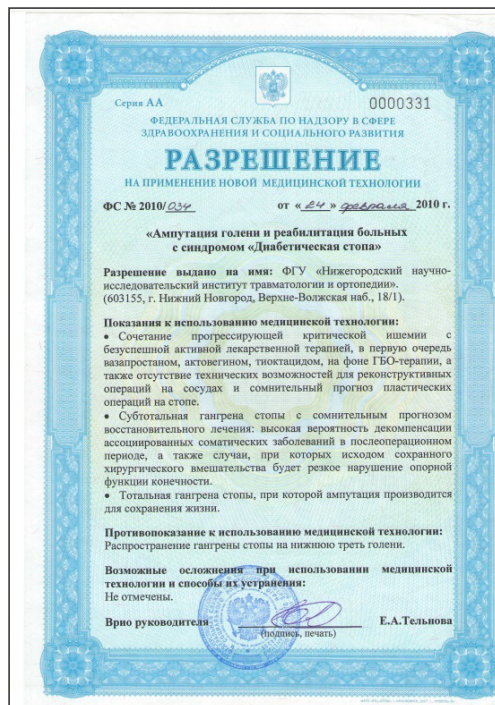 Серия АА
0000331
ФЕДЕРАЛЬНАЯ СЛУЖБА ПО НАДЗОРУ В СФЕРЕ
ЗДРАВООХРАНЕНИЯ И СОЦИАЛЬНОГО РАЗВИТИЯ
РАЗРЕШЕНИЕ
НА ПРИМЕНЕНИЕ НОВОЙ МЕДИЦИНСКОЙ ТЕХНОЛОГИИ
ФС № 2010/034 от « 24 » февраля 2010 г.
«Ампутация голени и реабилитация больных
с синдромом «Диабетическая стопа»
Разрешение выдано на имя: ФГУ «Нижегородский научно-
исследовательский институт травматологии и ортопедии».
(603155, г. Нижний Новгород, Верхне-Волжская наб., 18/1).
Показания к использованию медицинской технологии:
• Сочетание прогрессирующей критической ишемии с
безуспешной активной лекарственной терапией, в первую очередь
вазапростаном, актовегином, тиоктацидом, на фоне ГБО-терапии, а
также отсутствие технических возможностей для реконструктивных
операций на сосудах и сомнительный прогноз пластических
операций на стопе.
• Субтотальная гангрена стопы с сомнительным прогнозом
восстановительного лечения: высокая вероятность декомпенсации
ассоциированных соматических заболеваний в послеоперационном
периоде, а также случаи, при которых исходом сохранного
хирургического вмешательства будет резкое нарушение опорной
функции конечности.
• Тотальная гангрена стопы, при которой ампутация производится
для сохранения жизни.
Противопоказание к использованию медицинской технологии:
Распространение гангрены стопы на нижнюю треть голени.
Возможные осложнения при использовании медицинской
технологии и способы их устранения:
Не отмечены.
Врио руководителя Е.А.Тельнова
(подпись, печать)